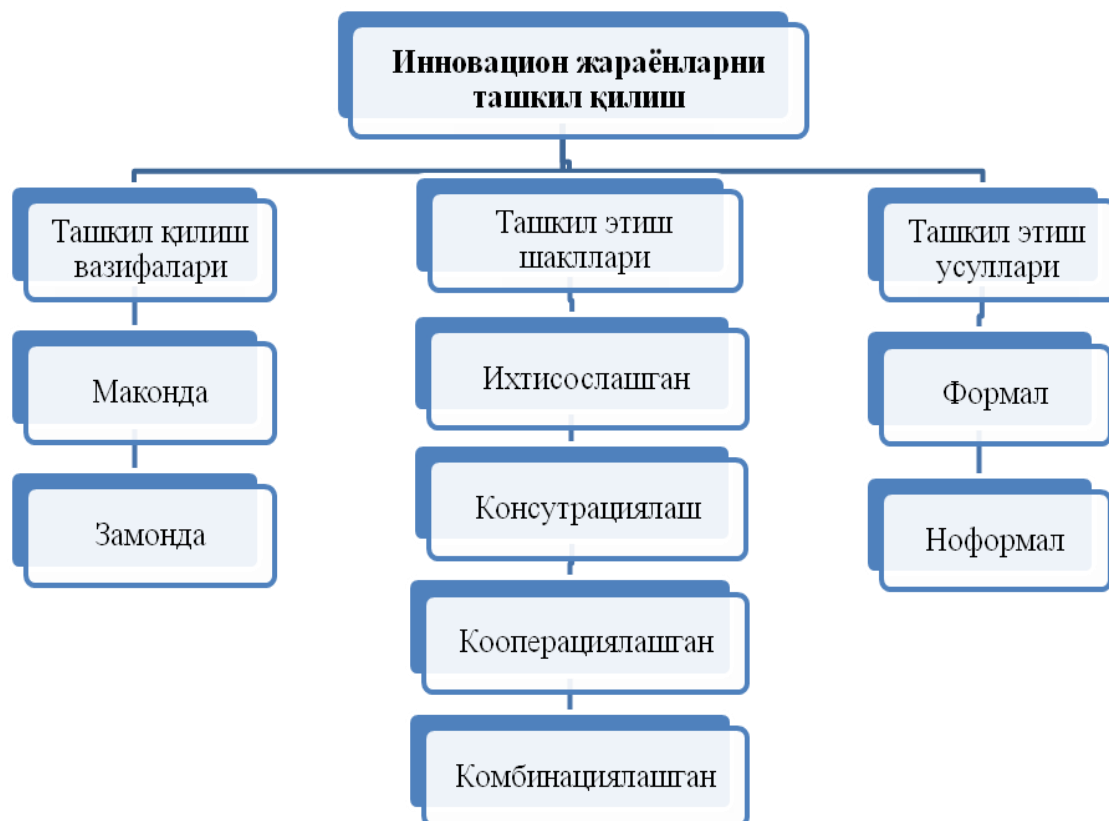 Инновацион жараёнларни
ташкил қилиш
Ташкил қилиш
вазифалари
Маконда
Замонда
Ташкил этиш
шакллари
Ихтисослашган
Консутрациялаш
Кооперациялашган
Комбинациялашган
Ташкил этиш
усуллари
Формал
Ноформал